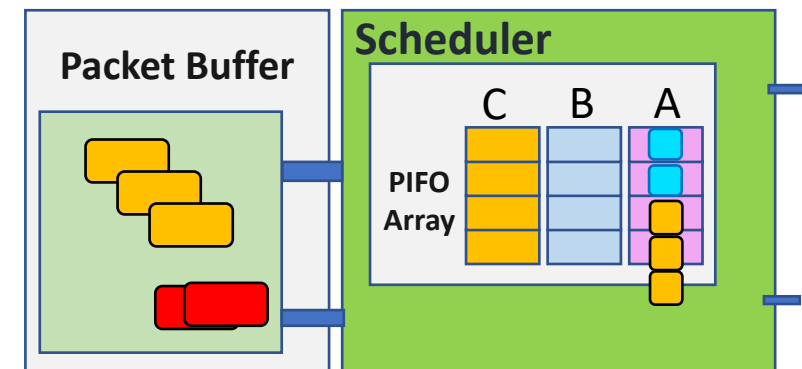 Packet Buffer
Scheduler
C B A
PIFO
Array